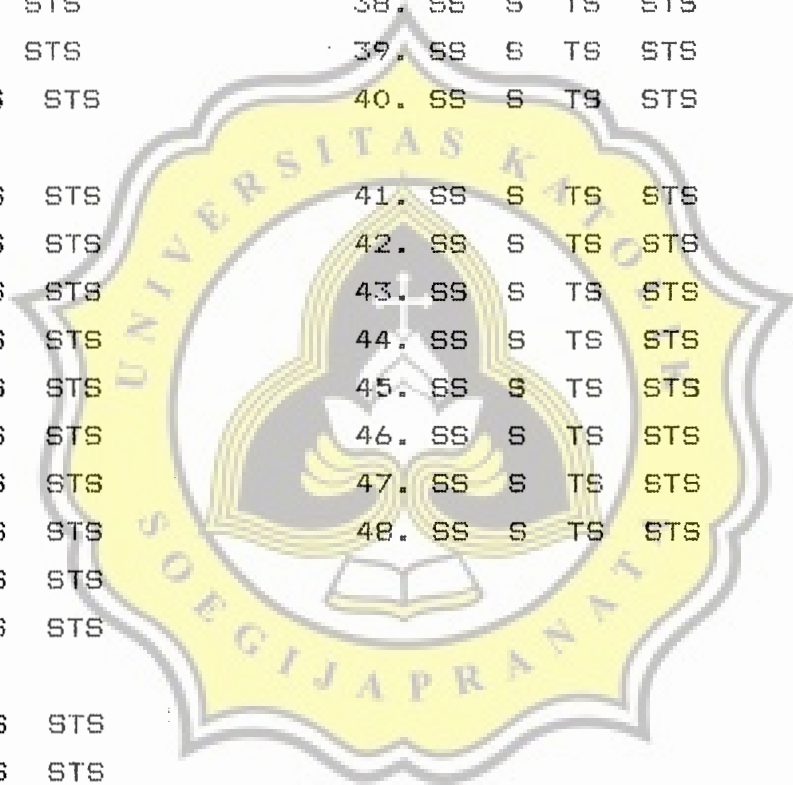 STS 38. SS S TS STS
STS 39. SS S TS STS
S STS 40. SS S TS STS
S STS 41. SS S TS STS
S STS 42. SS S TS STS
S STS 43. SS S TS STS
S STS 44. SS S TS STS
S STS 45. SS S TS STS
S STS 46. SS S TS STS
S STS 47. SS S TS STS
S STS 48. SS S TS STS
S STS
S STS
S STS
S STS
UNIVERSITAS KATOLIK
SOEGIJAPRANATA